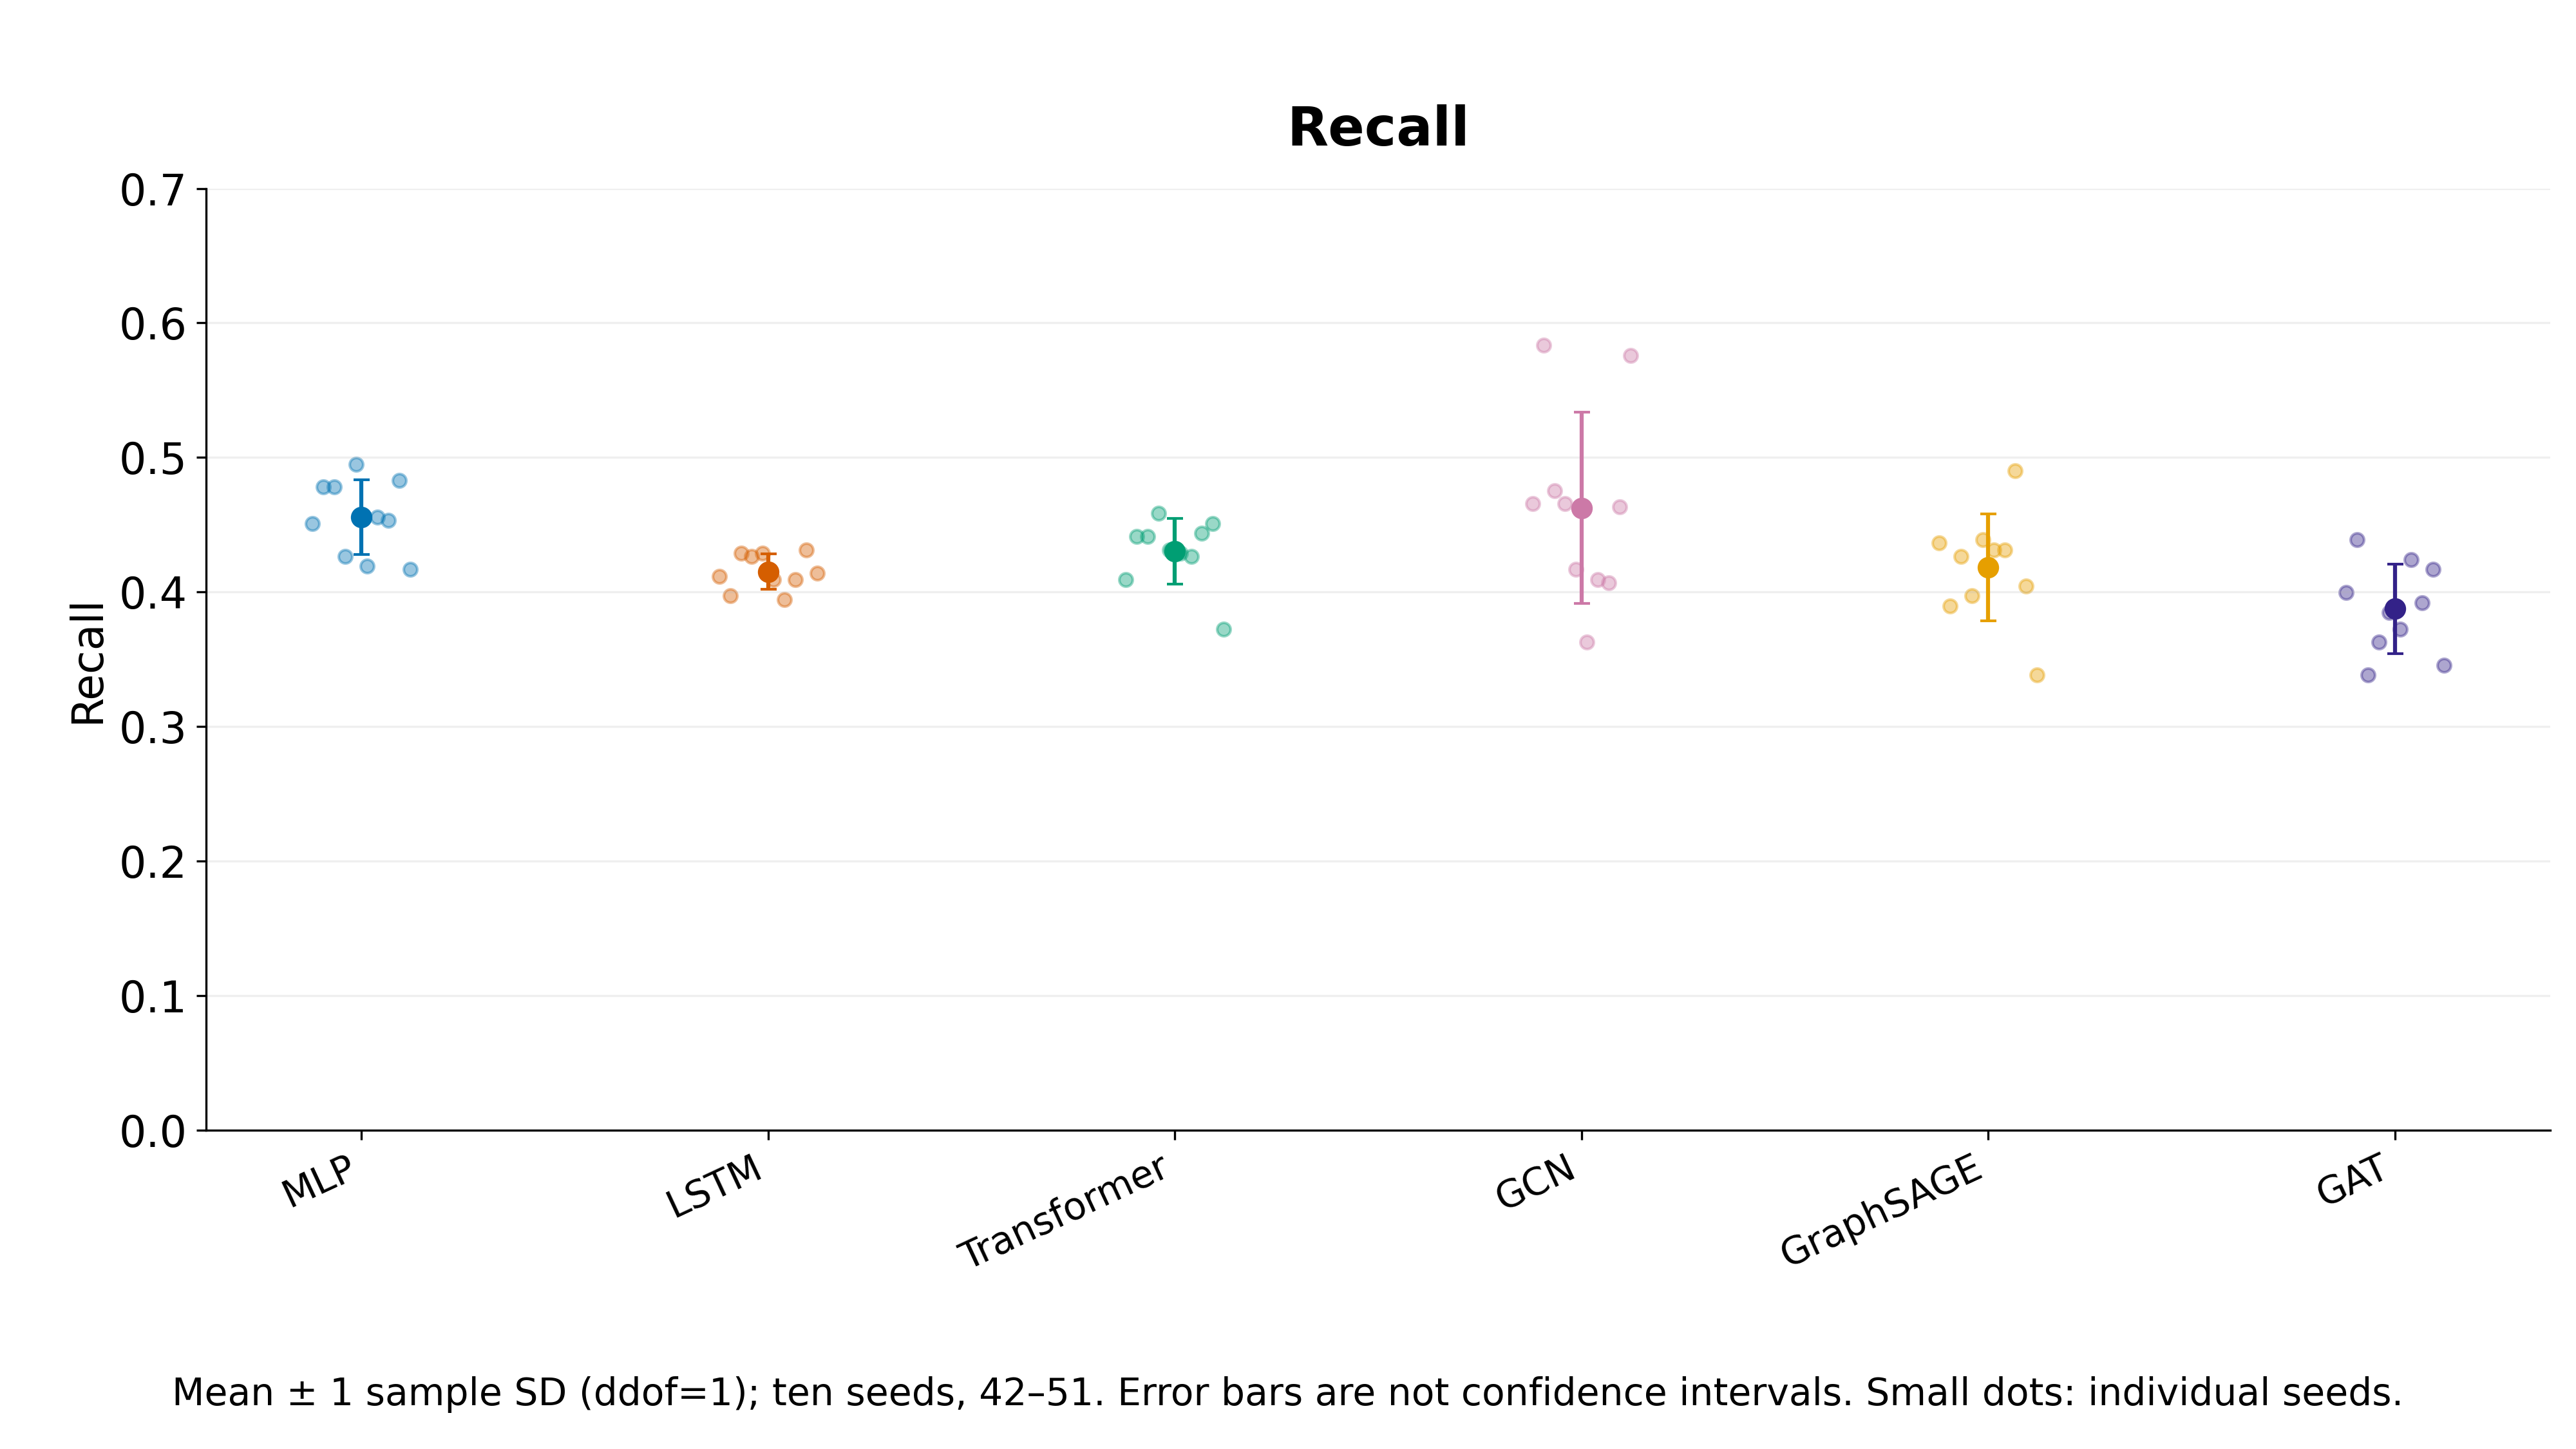 Recall
Recall
0.7
0.6
0.5
0.4
0.3
0.2
0.1
0.0
MLP
LSTM
Transformer
GCN
GraphSAGE
GAT
Mean ± 1 sample SD (ddof=1); ten seeds, 42–51. Error bars are not confidence intervals. Small dots: individual seeds.